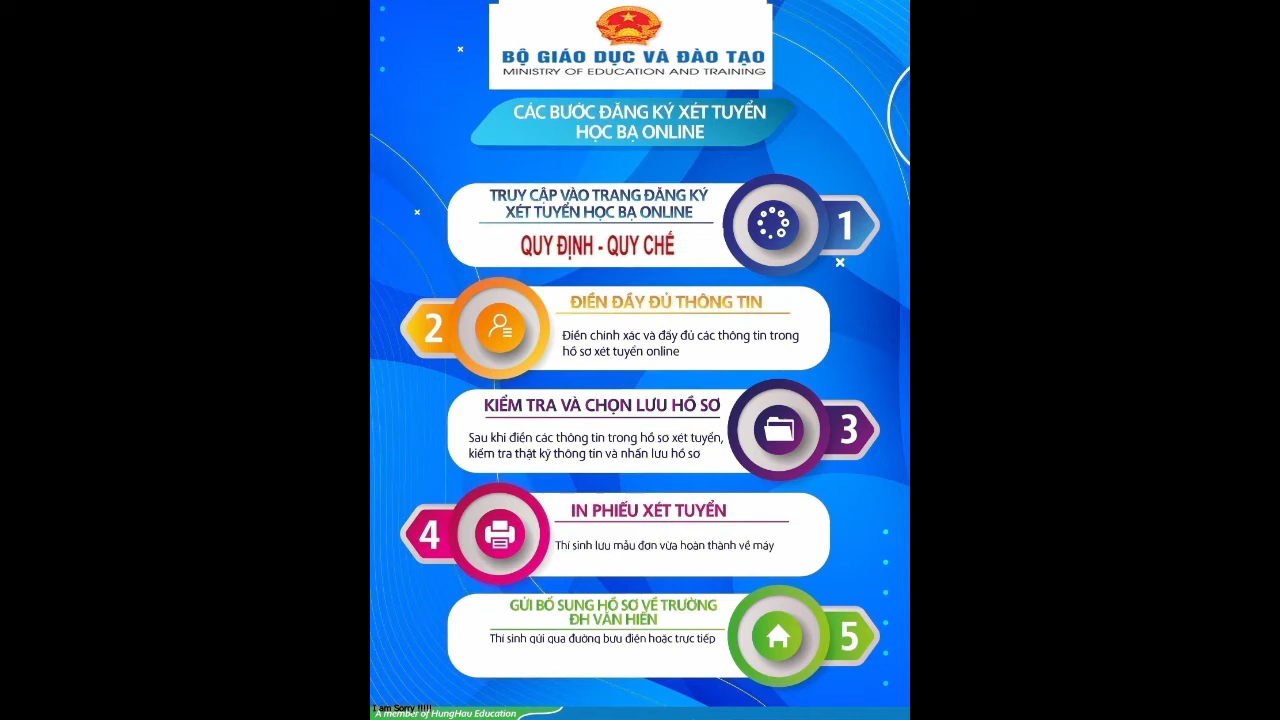 BỘ GIÁO DỤC VÀ ĐÀO TẠO
MINISTRY OF EDUCATION AND TRAINING
CÁC BƯỚC ĐĂNG KÝ XÉT TUYỂN
HỌC BẠ ONLINE
TRUY CẬP VÀO TRANG ĐĂNG KÝ
XÉT TUYỂN HỌC BẠ ONLINE
QUY ĐỊNH - QUY CHẾ
1
2
ĐIỀN ĐẦY ĐỦ THÔNG TIN
Điền chính xác và đầy đủ các thông tin trong
hồ sơ xét tuyển online
KIỂM TRA VÀ CHỌN LƯU HỒ SƠ
Sau khi điền các thông tin trong hồ sơ xét tuyển,
kiểm tra thật kỹ thông tin và nhấn lưu hồ sơ
3
4
IN PHIẾU XÉT TUYỂN
Thí sinh lưu mẫu đơn vừa hoàn thành về máy
GỬI BỔ SUNG HỒ SƠ VỀ TRƯỜNG
ĐH VĂN HIẾN
Thí sinh gửi qua đường bưu điện hoặc trực tiếp
5
I am Sorry !!!!!
A member of HungHau Education